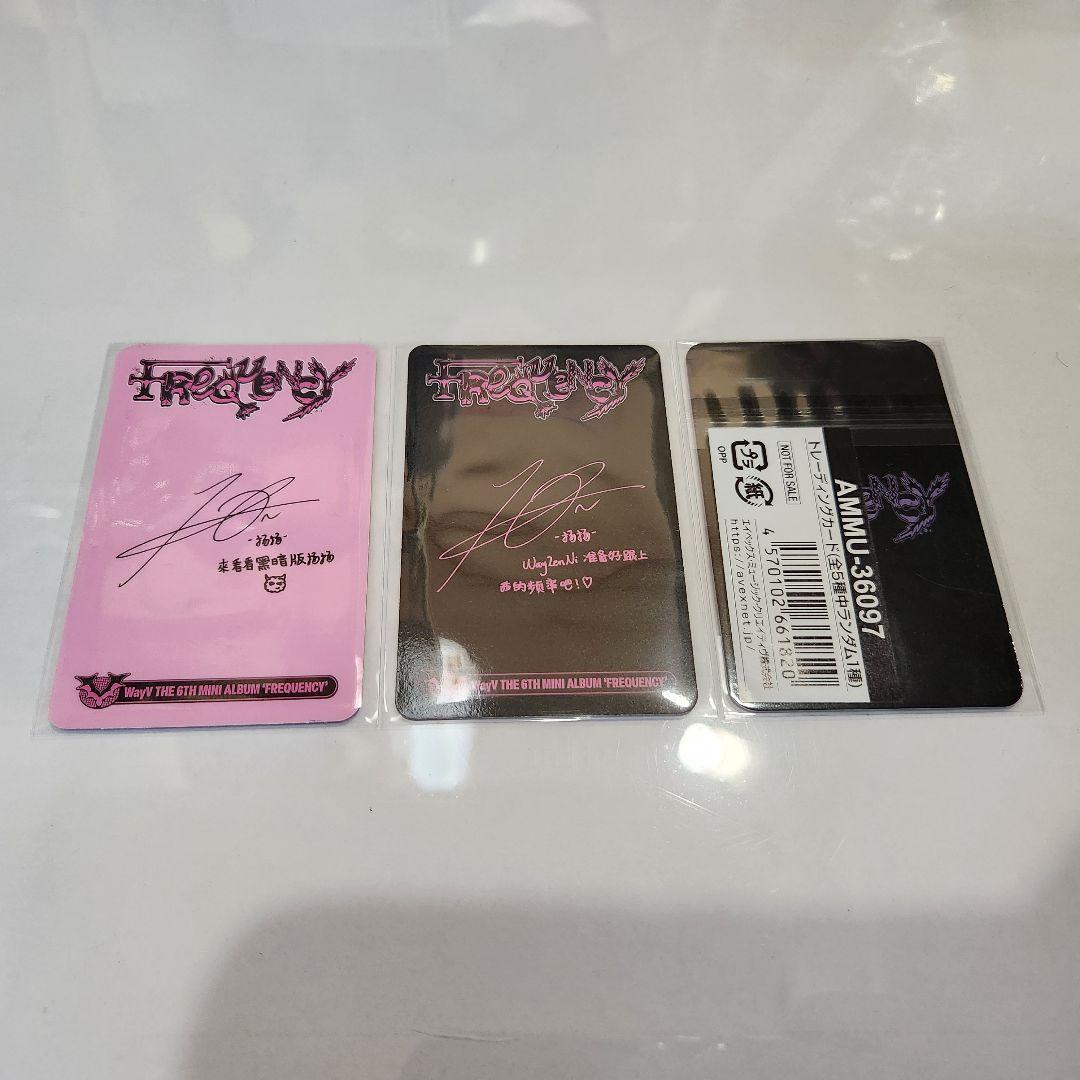 FREQUENCY
-扬扬-
來看看黑暗版扬扬
WayV THE 6TH MINI ALBUM 'FREQUENCY'
FREQUENCY
-扬扬-
WayZenNi 准备好跟上
的频率吧!♡
WayV THE 6TH MINI ALBUM 'FREQUENCY'
プラ
紙
OPP
NOT FOR SALE
AMMU-36097
トレーディングカード(全5種中ランダム1種)
4 570102 661820
エイベックス・ミュージック・クリエイティヴ株式会社
https://avexnet.jp/